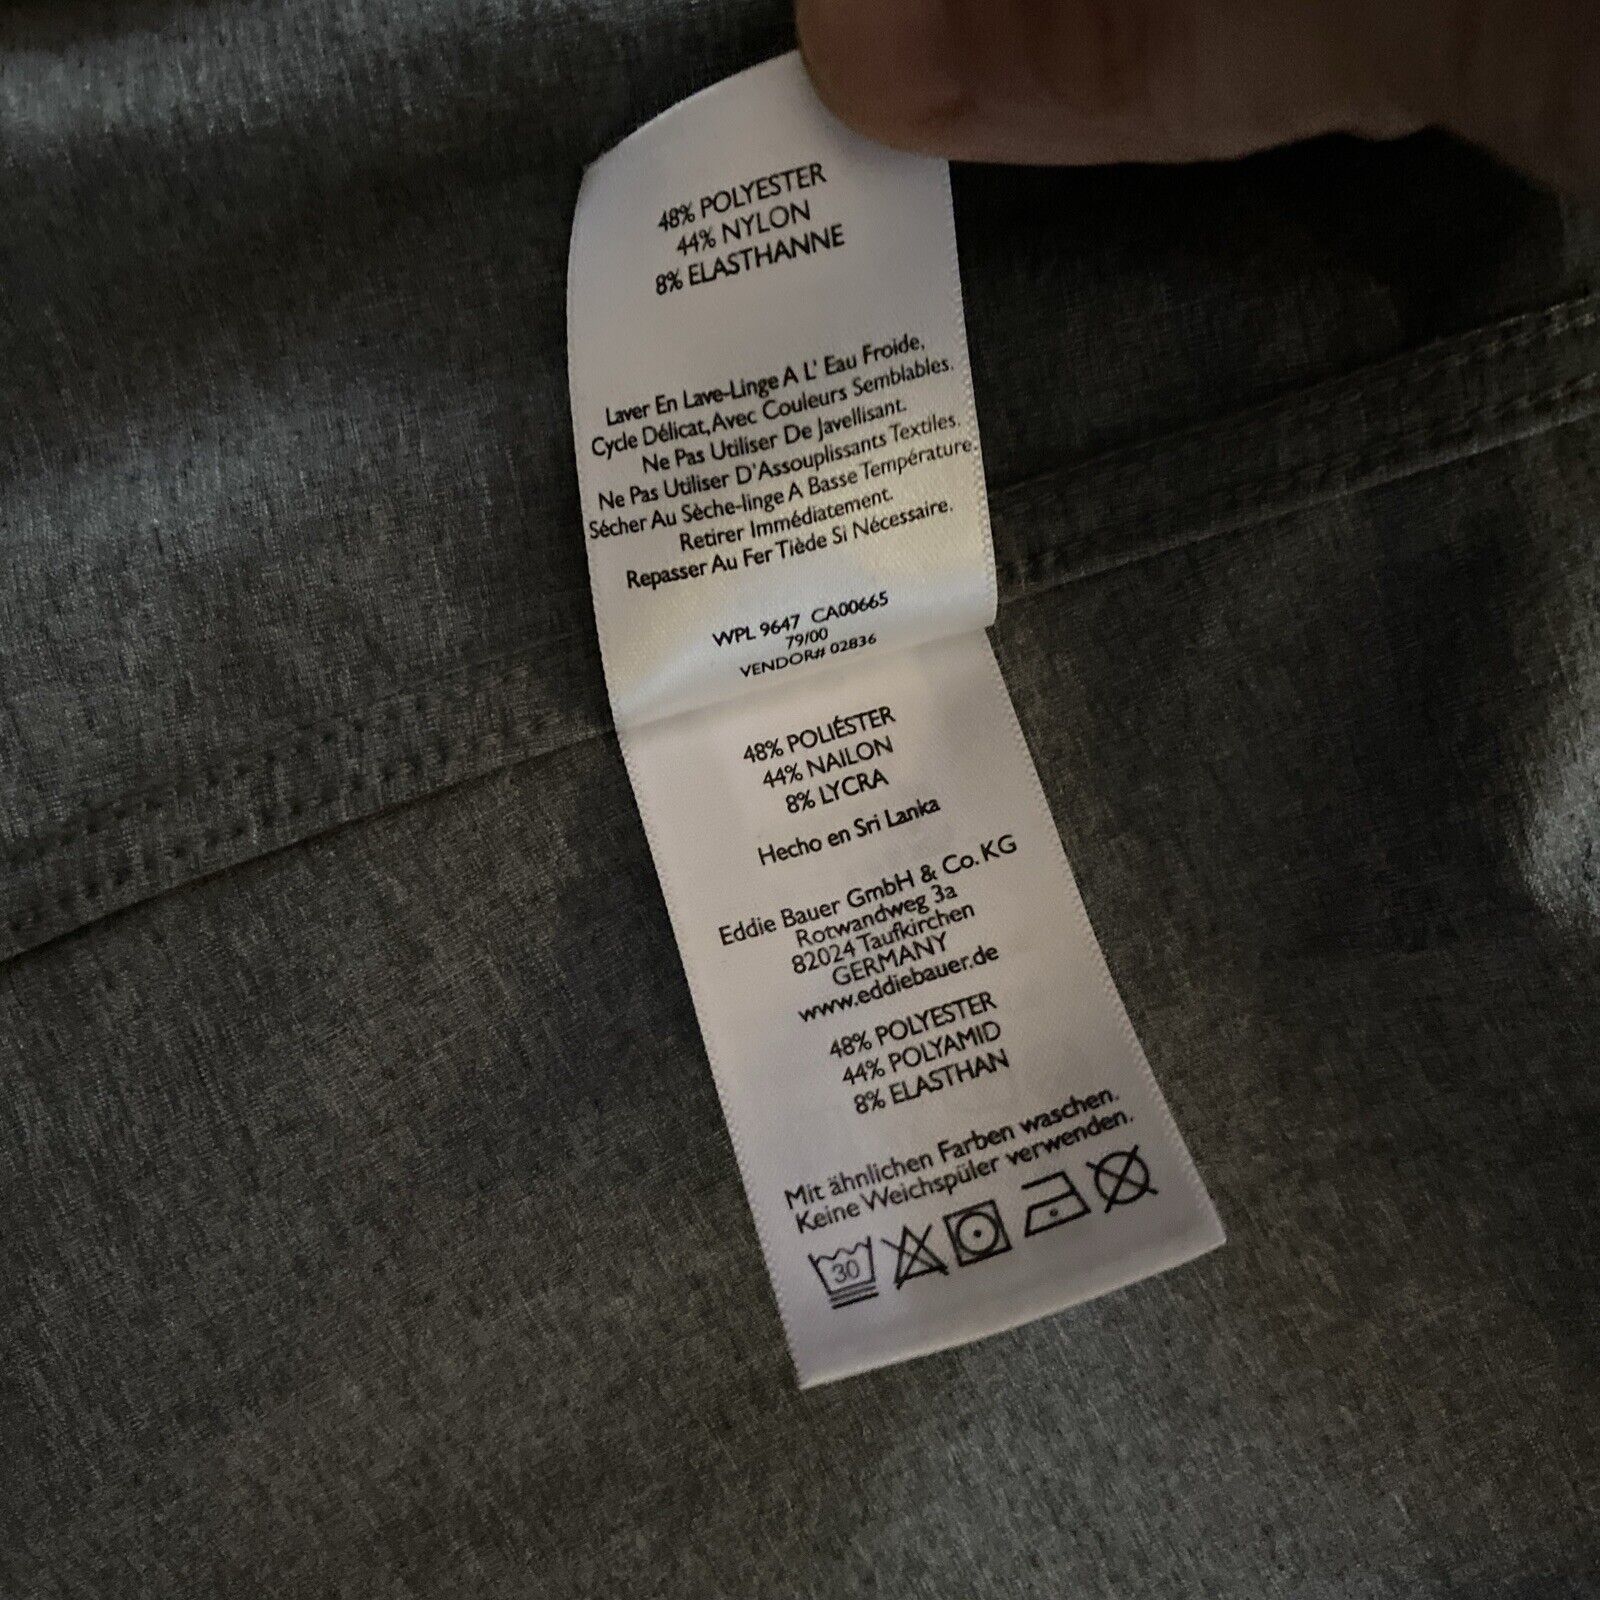 48% POLYESTER
44% NYLON
8% ELASTHANNE
Laver En Lave-Linge A L' Eau Froide,
Cycle Délicat, Avec Couleurs Semblables.
Ne Pas Utiliser De Javellisant.
Ne Pas Utiliser D'Assouplissants Textiles.
Sécher Au Sèche-linge A Basse Température.
Retirer Immédiatement.
Repasser Au Fer Tiède Si Nécessaire.
WPL 9647 CA00665
79/00
VENDOR# 02836
48% POLIÉSTER
44% NAILON
8% LYCRA
Hecho en Sri Lanka
Eddie Bauer GmbH & Co. KG
Rotwandweg 3a
82024 Taufkirchen
GERMANY
www.eddiebauer.de
48% POLYESTER
44% POLYAMID
8% ELASTHAN
Mit ähnlichen Farben waschen.
Keine Weichspüler verwenden.
30